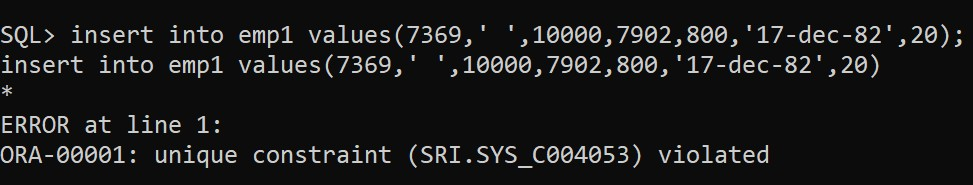 SQL> insert into emp1 values(7369,' ',10000,7902,800,'17-dec-82',20);
insert into emp1 values(7369,' ',10000,7902,800,'17-dec-82',20)
*
ERROR at line 1:
ORA-00001: unique constraint (SRI.SYS_C004053) violated